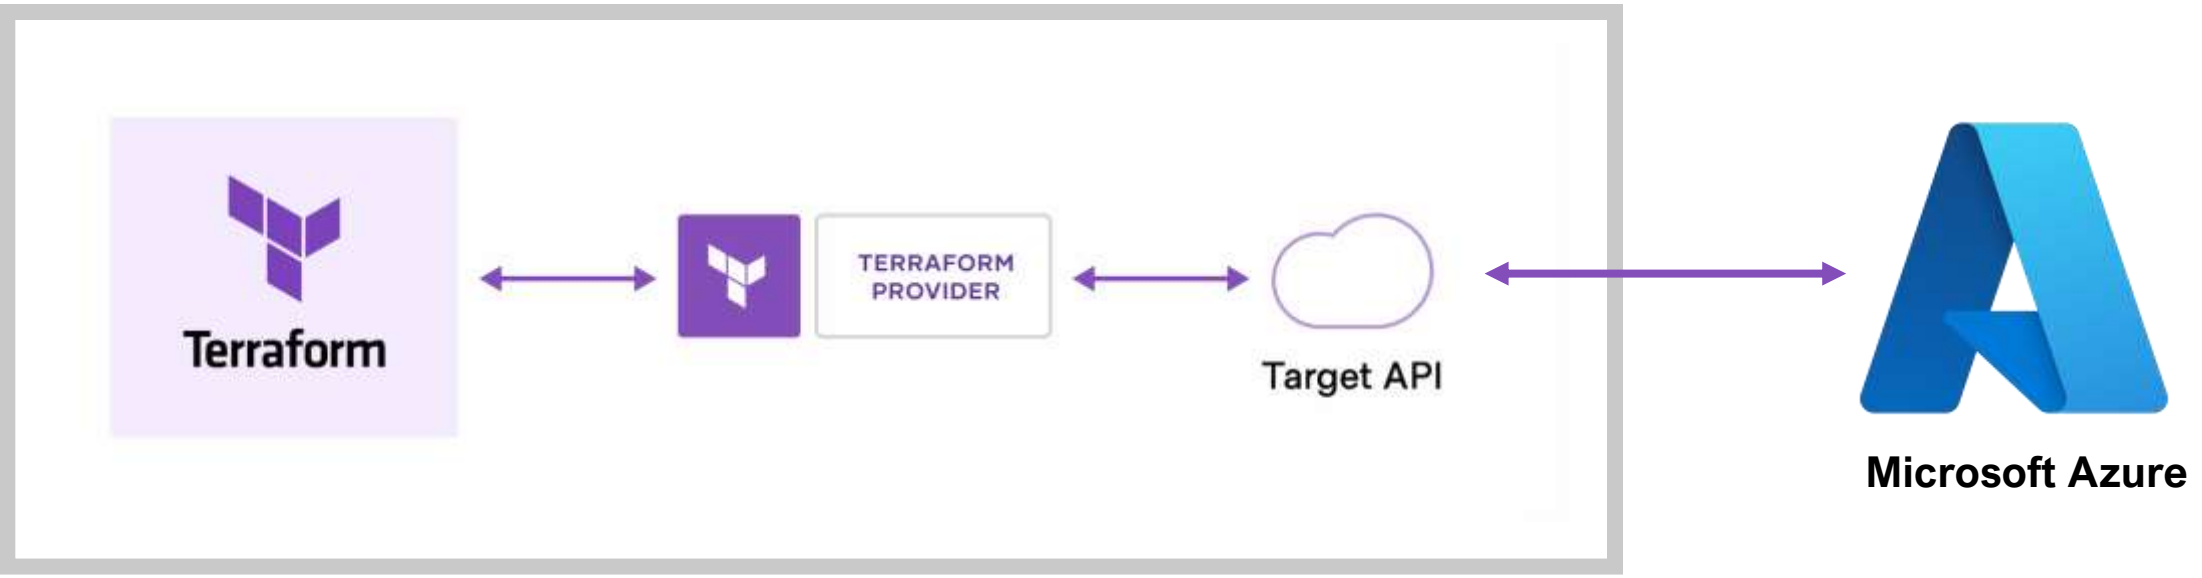 Terraform
TERRAFORM
PROVIDER
Target API
Microsoft Azure